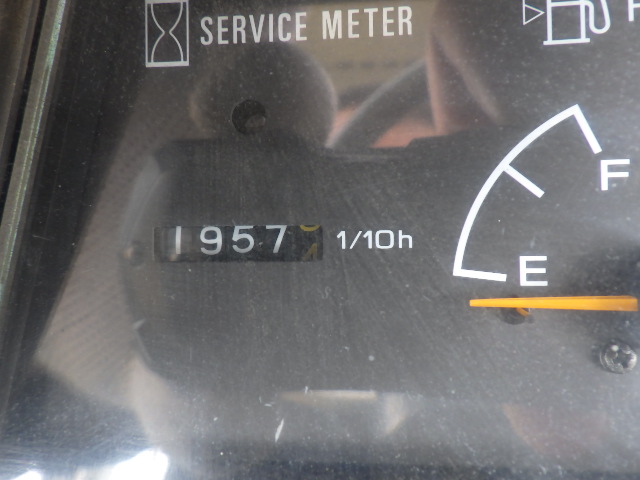 SERVICE METER
1957 1/10h
F
E